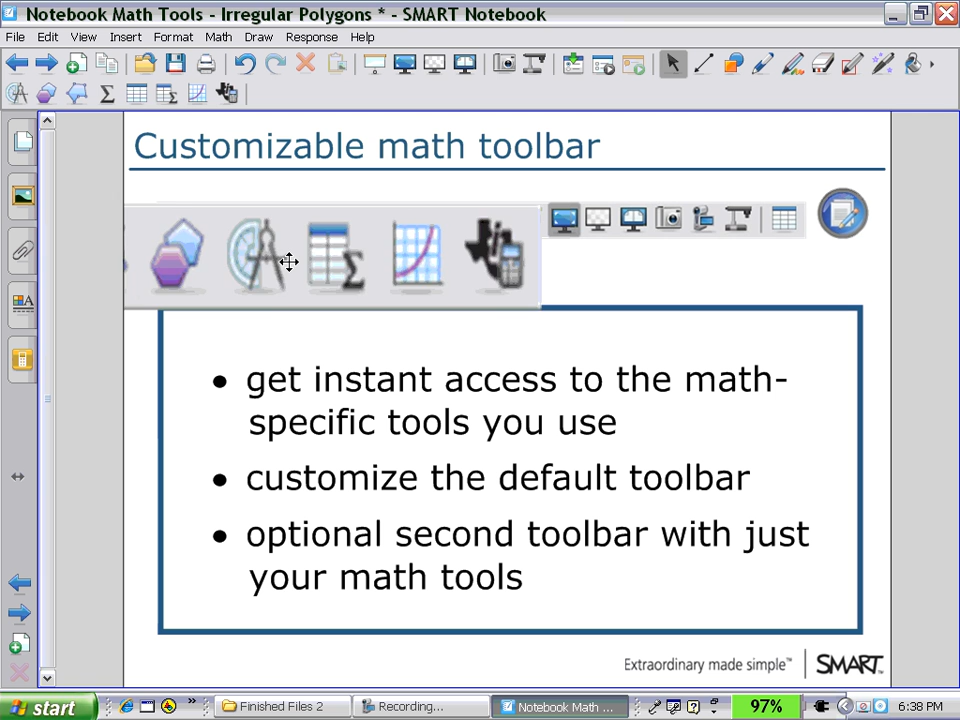 Notebook Math Tools - Irregular Polygons * - SMART Notebook
File Edit View Insert Format Math Draw Response Help
Customizable math toolbar
• get instant access to the math-
specific tools you use
• customize the default toolbar
• optional second toolbar with just
your math tools
Extraordinary made simple™ SMART
start Finished Files 2 Recording... Notebook Math ... 97% 6:38 PM